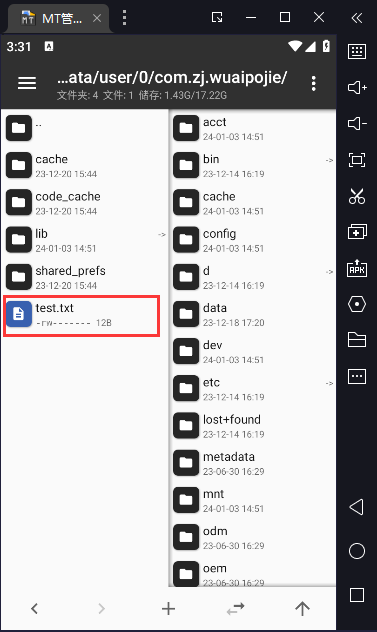 MT管...
3:31
A
...ata/user/0/com.zj.wuaipojie/
文件夹: 4 文件: 1 储存: 1.43G/17.22G
..
cache
23-12-20 15:44
code_cache
23-12-20 15:44
lib
24-01-03 14:51
->
shared_prefs
23-12-20 15:44
test.txt
-rw------- 12B
acct
24-01-03 14:51
bin
23-12-14 16:19
->
cache
24-01-03 14:51
config
24-01-03 14:51
d
23-12-14 16:19
->
data
23-12-18 17:20
dev
24-01-03 14:51
etc
23-12-14 16:19
->
lost+found
23-12-14 16:19
metadata
23-06-30 16:29
mnt
24-01-03 14:51
odm
23-06-30 16:29
oem
23-06-30 16:29
APK